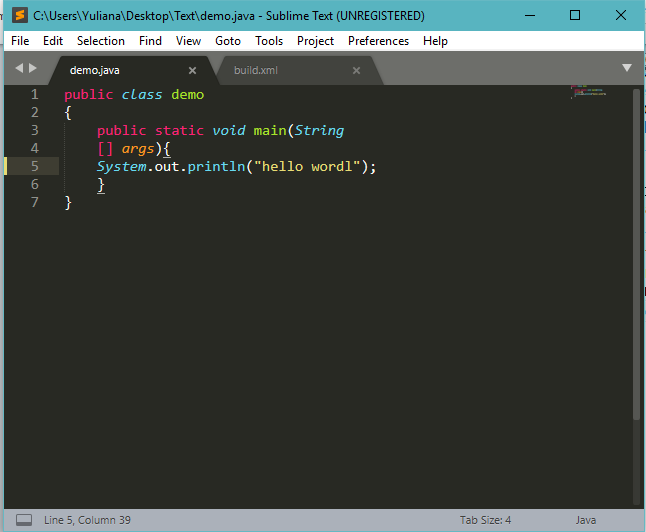 C:\Users\Yuliana\Desktop\Text\demo.java - Sublime Text (UNREGISTERED)
File Edit Selection Find View Goto Tools Project Preferences Help
demo.java build.xml
1 public class demo
2 {
3 public static void main(String
4 [] args){
5 System.out.println("hello wordl");
6 }
7 }
Line 5, Column 39 Tab Size: 4 Java